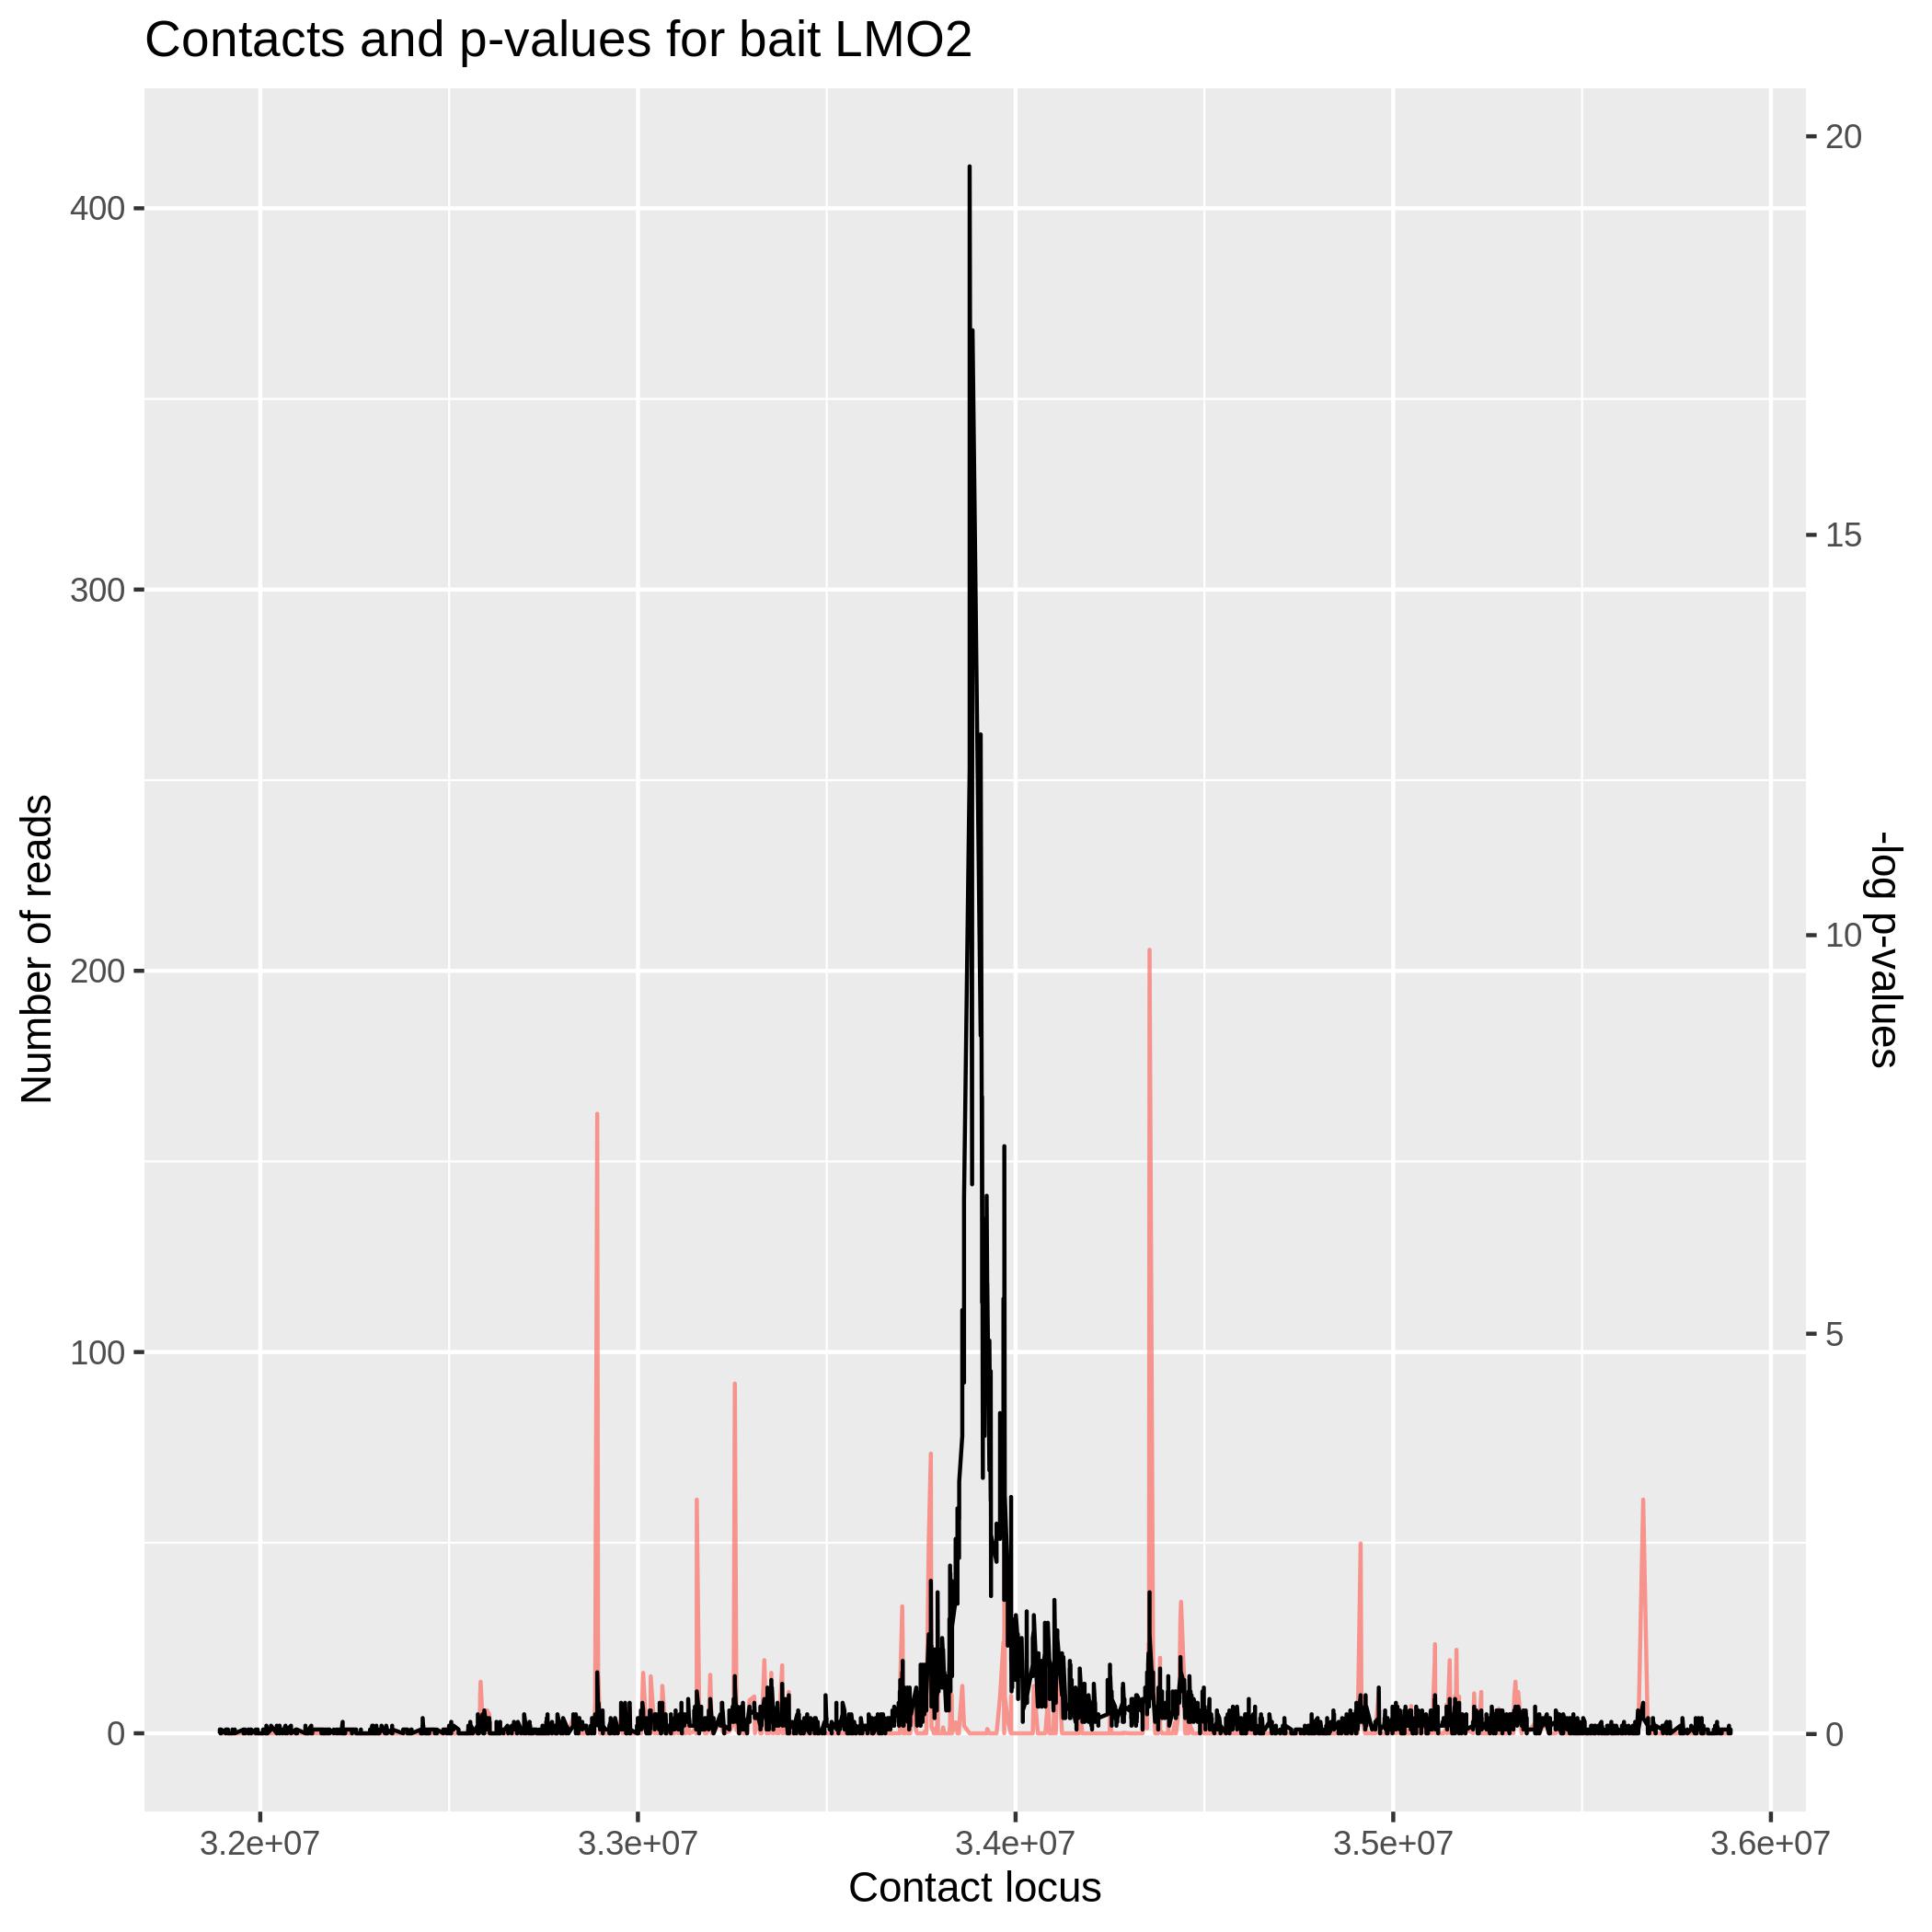 Contacts and p-values for bait LMO2
Number of reads
400
300
200
100
0
20
15
10
5
0
-log p-values
3.2e+07
3.3e+07
3.4e+07
3.5e+07
3.6e+07
Contact locus